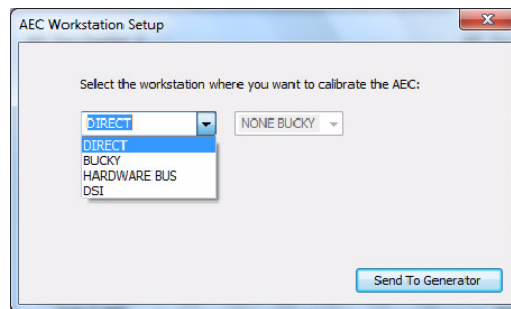 AEC Workstation Setup
Select the workstation where you want to calibrate the AEC:
DIRECT NONE BUCKY
DIRECT
BUCKY
HARDWARE BUS
DSI
Send To Generator